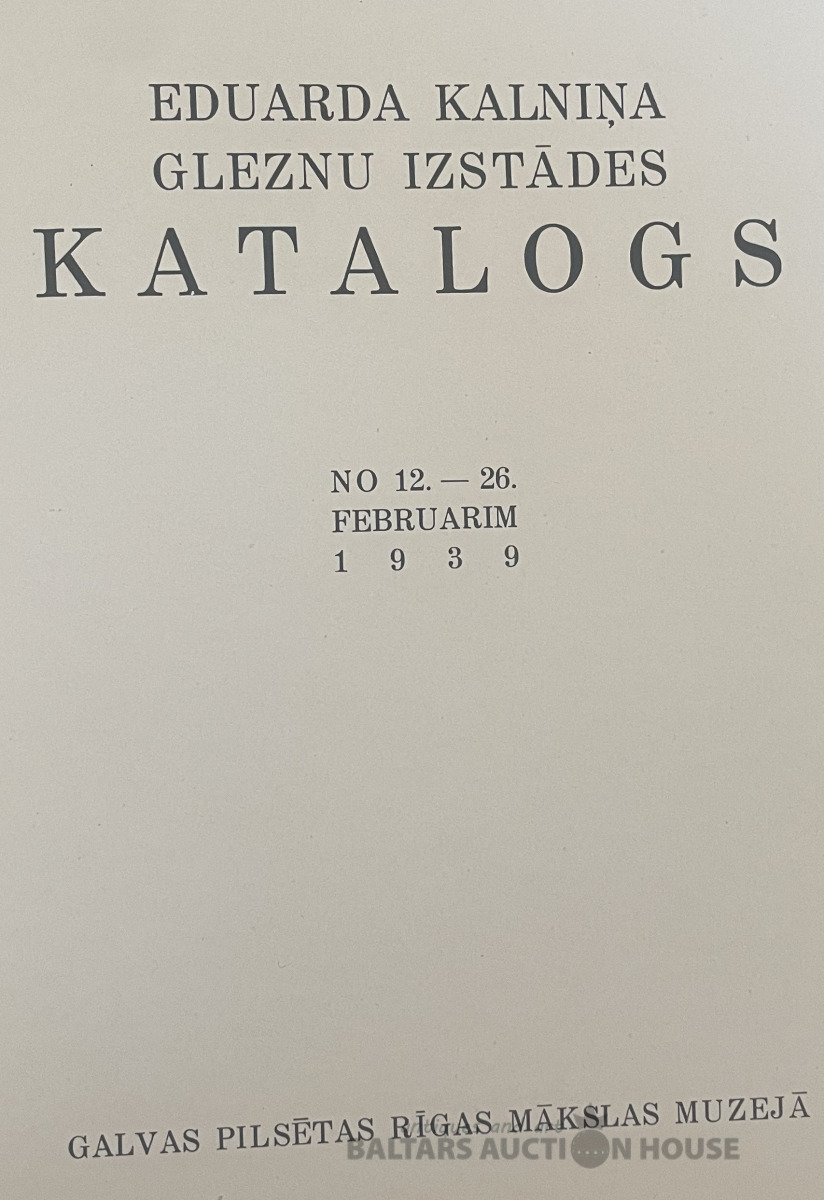 EDUARDA KALNIŅA
GLEZNU IZSTĀDES
KATALOGS
NO 12. — 26.
FEBRUARIM
1 9 3 9
GALVAS PILSĒTAS RĪGAS MĀKSLAS MUZEJĀ
BALTARS AUCTION HOUSE